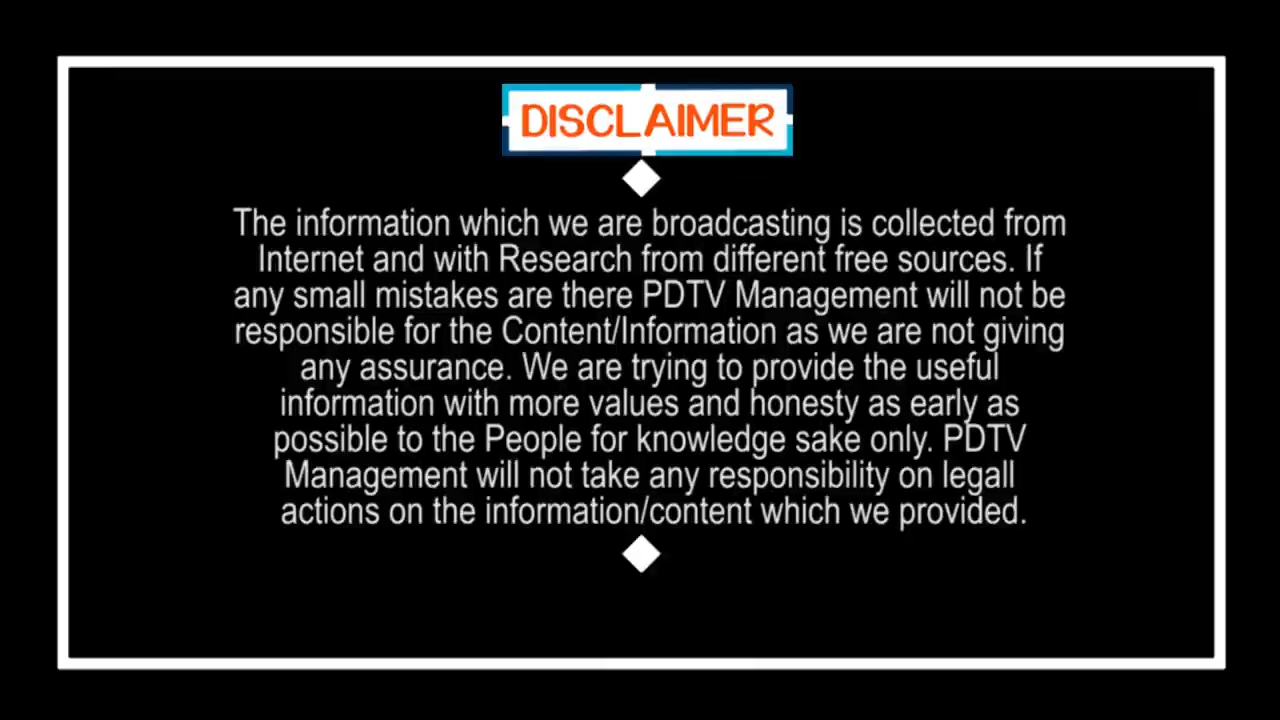 DISCLAIMER
The information which we are broadcasting is collected from
Internet and with Research from different free sources. If
any small mistakes are there PDTV Management will not be
responsible for the Content/Information as we are not giving
any assurance. We are trying to provide the useful
information with more values and honesty as early as
possible to the People for knowledge sake only. PDTV
Management will not take any responsibility on legall
actions on the information/content which we provided.